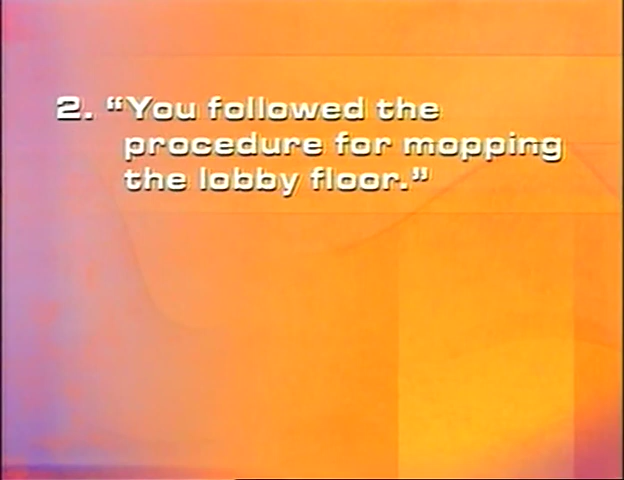 2. “You followed the
procedure for mopping
the lobby floor.”